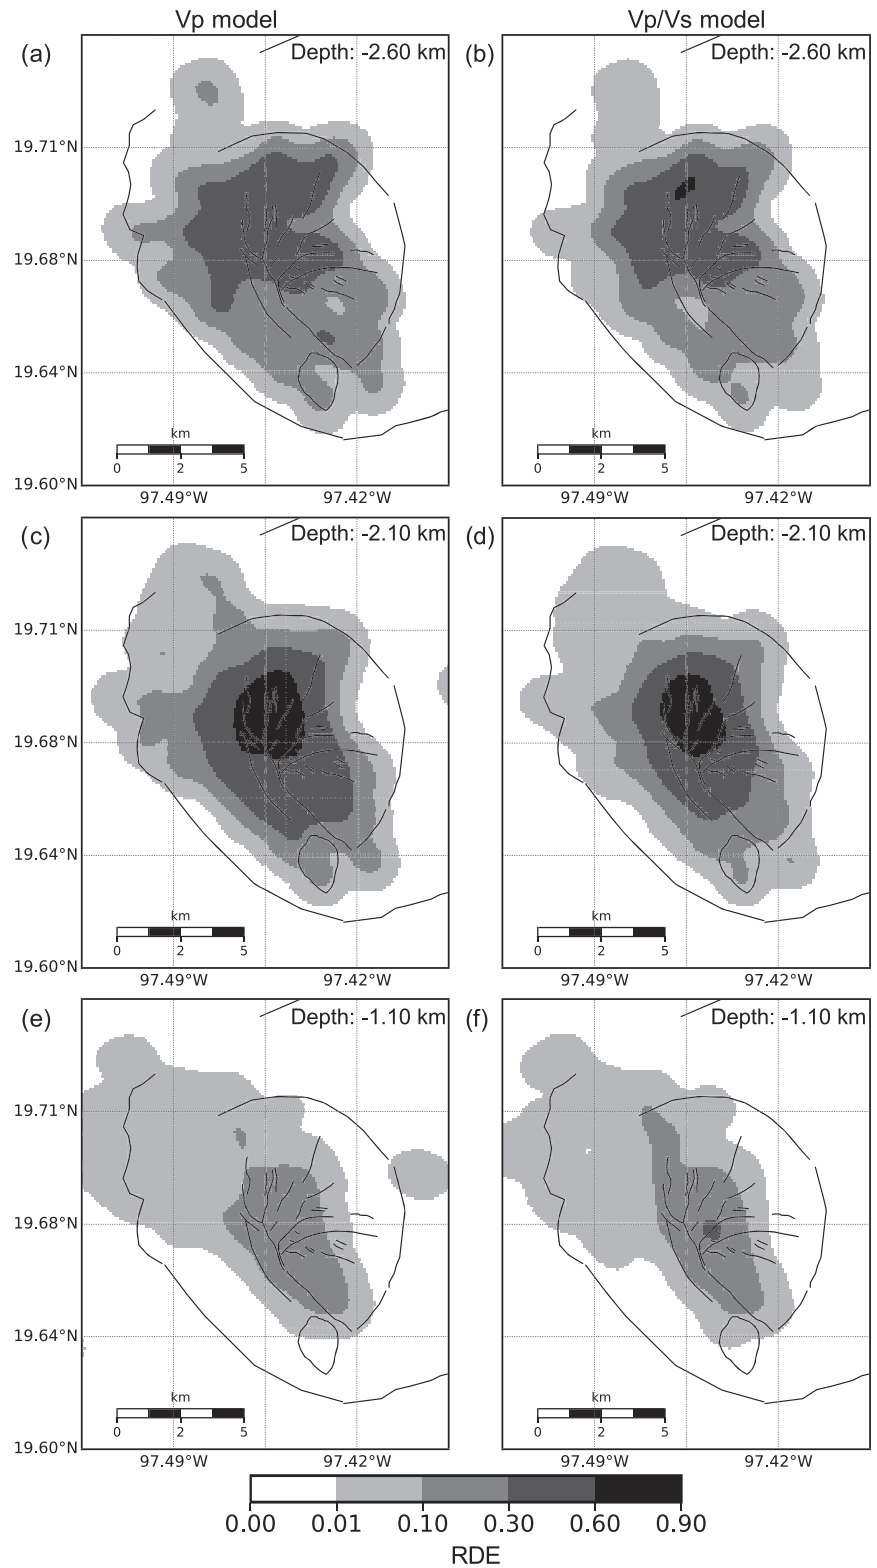 Vp model
Vp/Vs model
(a)
Depth: -2.60 km
(b)
Depth: -2.60 km
19.71°N
19.68°N
19.64°N
19.60°N
km
0 2 5
km
0 2 5
97.49°W 97.42°W
97.49°W 97.42°W
(c)
Depth: -2.10 km
(d)
Depth: -2.10 km
19.71°N
19.68°N
19.64°N
19.60°N
km
0 2 5
km
0 2 5
97.49°W 97.42°W
97.49°W 97.42°W
(e)
Depth: -1.10 km
(f)
Depth: -1.10 km
19.71°N
19.68°N
19.64°N
19.60°N
km
0 2 5
km
0 2 5
97.49°W 97.42°W
97.49°W 97.42°W
0.00 0.01 0.10 0.30 0.60 0.90
RDE